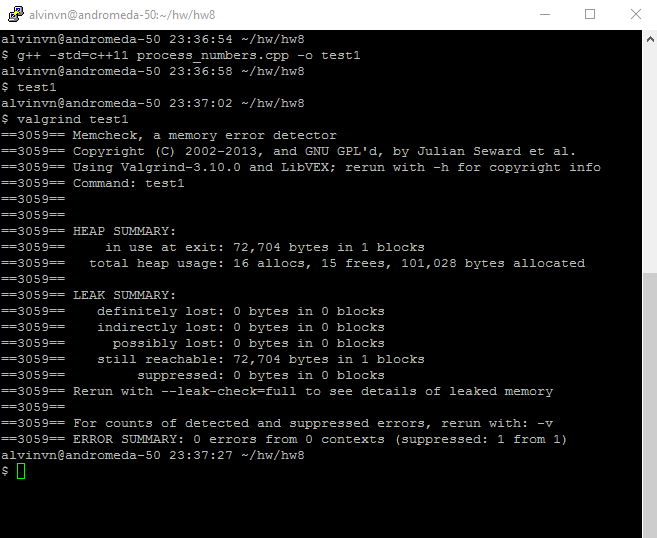 alvinvn@andromeda-50:~/hw/hw8
alvinvn@andromeda-50 23:36:54 ~/hw/hw8
$ g++ -std=c++11 process_numbers.cpp -o test1
alvinvn@andromeda-50 23:36:58 ~/hw/hw8
$ test1
alvinvn@andromeda-50 23:37:02 ~/hw/hw8
$ valgrind test1
==3059== Memcheck, a memory error detector
==3059== Copyright (C) 2002-2013, and GNU GPL'd, by Julian Seward et al.
==3059== Using Valgrind-3.10.0 and LibVEX; rerun with -h for copyright info
==3059== Command: test1
==3059==
==3059==
==3059== HEAP SUMMARY:
==3059==     in use at exit: 72,704 bytes in 1 blocks
==3059==   total heap usage: 16 allocs, 15 frees, 101,028 bytes allocated
==3059==
==3059== LEAK SUMMARY:
==3059==    definitely lost: 0 bytes in 0 blocks
==3059==    indirectly lost: 0 bytes in 0 blocks
==3059==      possibly lost: 0 bytes in 0 blocks
==3059==    still reachable: 72,704 bytes in 1 blocks
==3059==         suppressed: 0 bytes in 0 blocks
==3059== Rerun with --leak-check=full to see details of leaked memory
==3059==
==3059== For counts of detected and suppressed errors, rerun with: -v
==3059== ERROR SUMMARY: 0 errors from 0 contexts (suppressed: 1 from 1)
alvinvn@andromeda-50 23:37:27 ~/hw/hw8
$